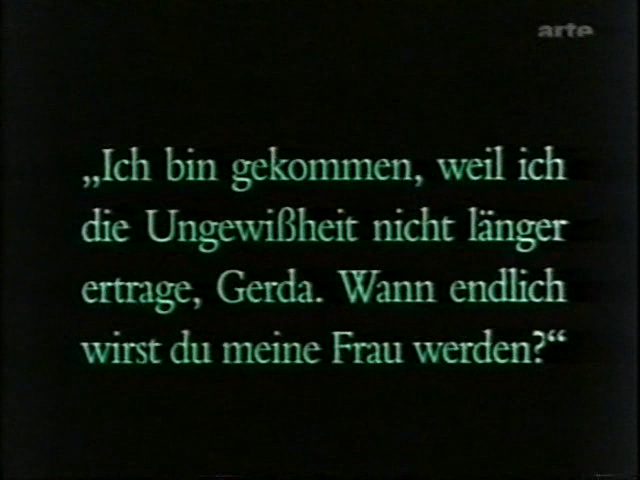 arte
„Ich bin gekommen, weil ich
die Ungewißheit nicht länger
ertrage, Gerda. Wann endlich
wirst du meine Frau werden?“